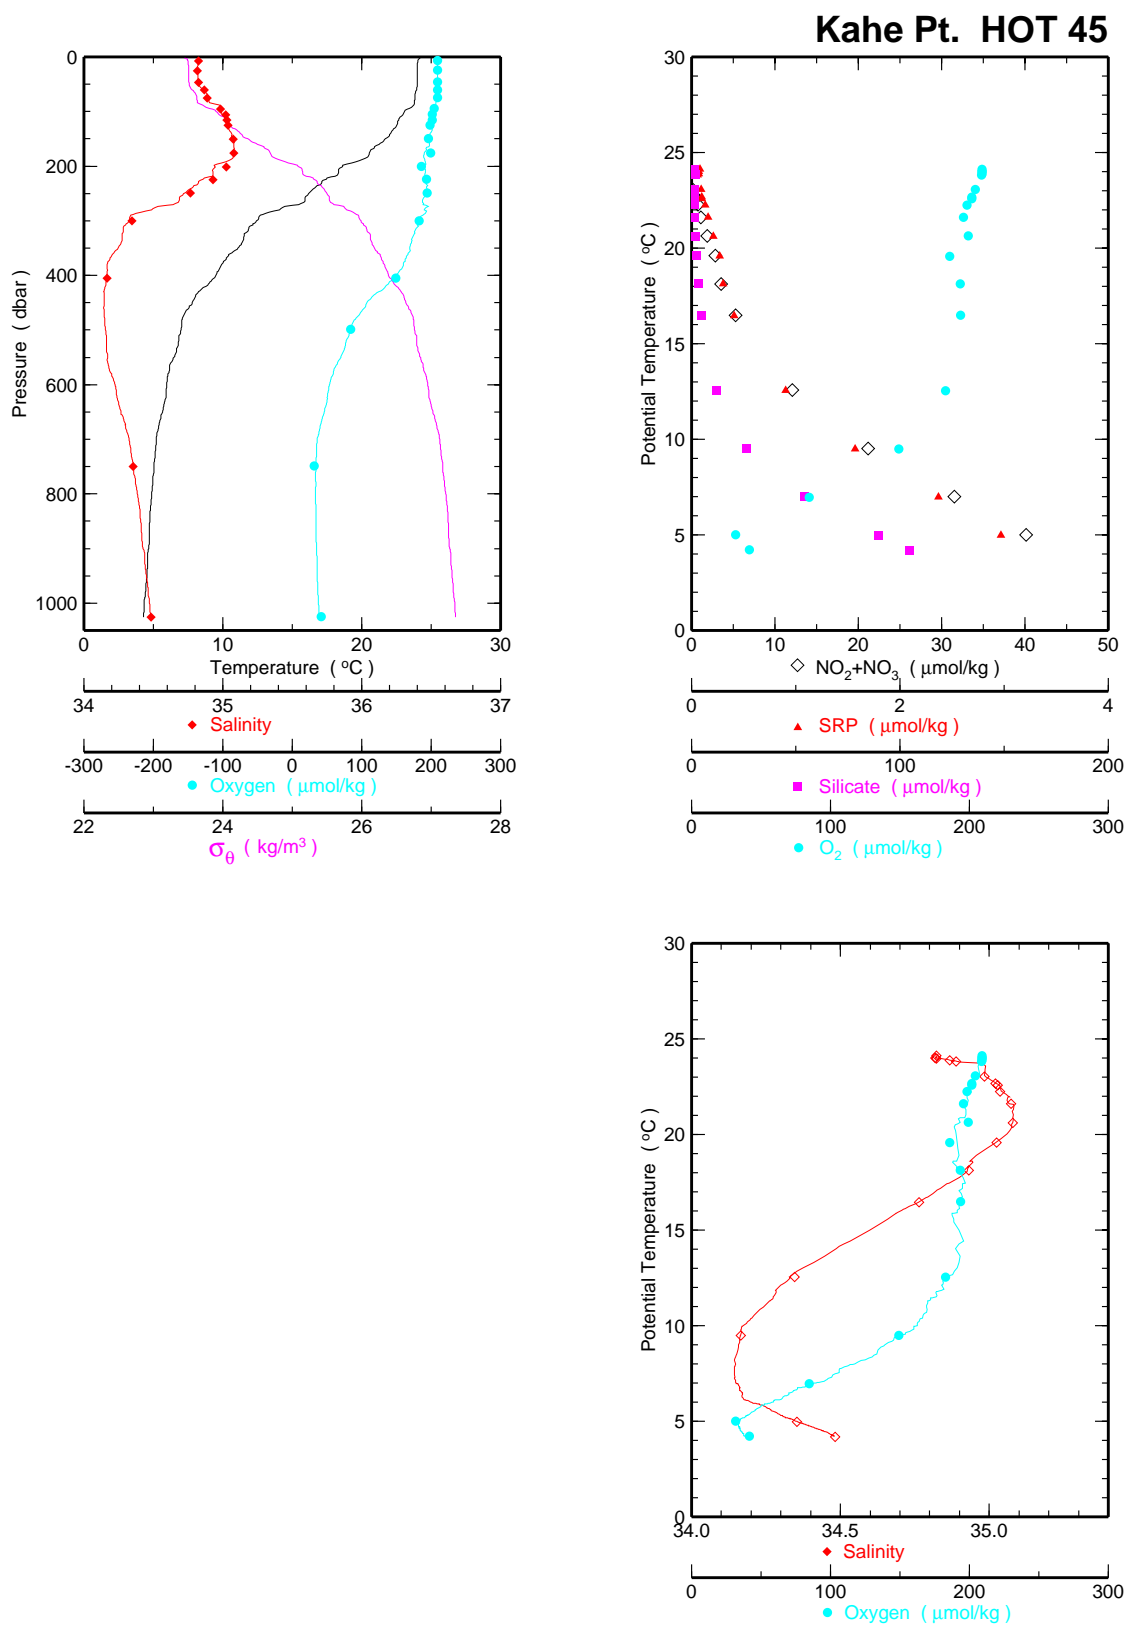 Kahe Pt. HOT 45
0
200
400
600
800
1000
Pressure ( dbar )
0 10 20 30
Temperature ( °C )
34 35 36 37
Salinity
-300 -200 -100 0 100 200 300
Oxygen ( µmol/kg )
22 24 26 28
σθ ( kg/m³ )
30
25
20
15
10
5
0
Potential Temperature ( °C )
0 10 20 30 40 50
NO₂+NO₃ ( µmol/kg )
0 2 4
SRP ( µmol/kg )
0 100 200
Silicate ( µmol/kg )
0 100 200 300
O₂ ( µmol/kg )
30
25
20
15
10
5
0
Potential Temperature ( °C )
34.0 34.5 35.0
Salinity
0 100 200 300
Oxygen ( µmol/kg )